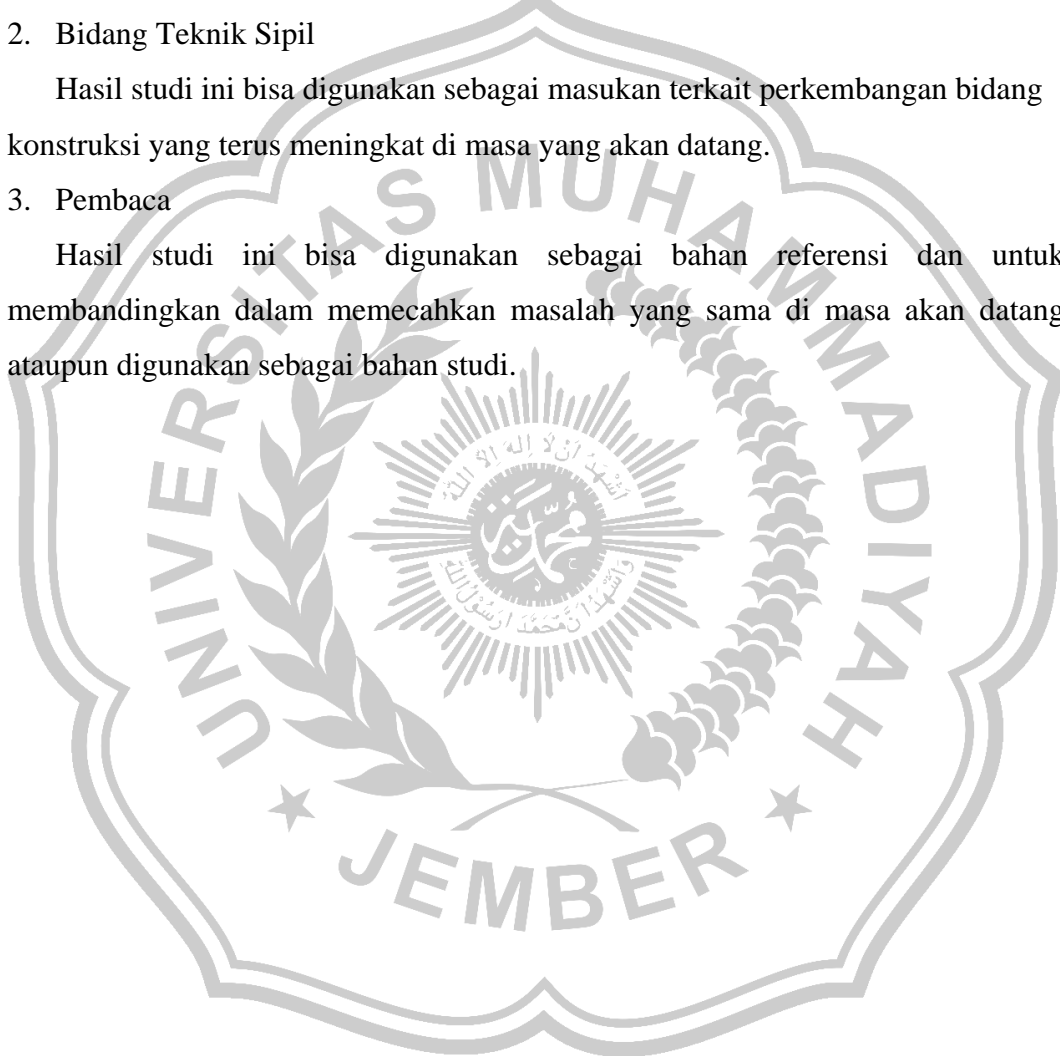 2. Bidang Teknik Sipil
Hasil studi ini bisa digunakan sebagai masukan terkait perkembangan bidang
konstruksi yang terus meningkat di masa yang akan datang.
3. Pembaca
Hasil studi ini bisa digunakan sebagai bahan referensi dan untuk
membandingkan dalam memecahkan masalah yang sama di masa akan datang
ataupun digunakan sebagai bahan studi.
UNIVERSITAS MUHAMMADIYAH
JEMBER